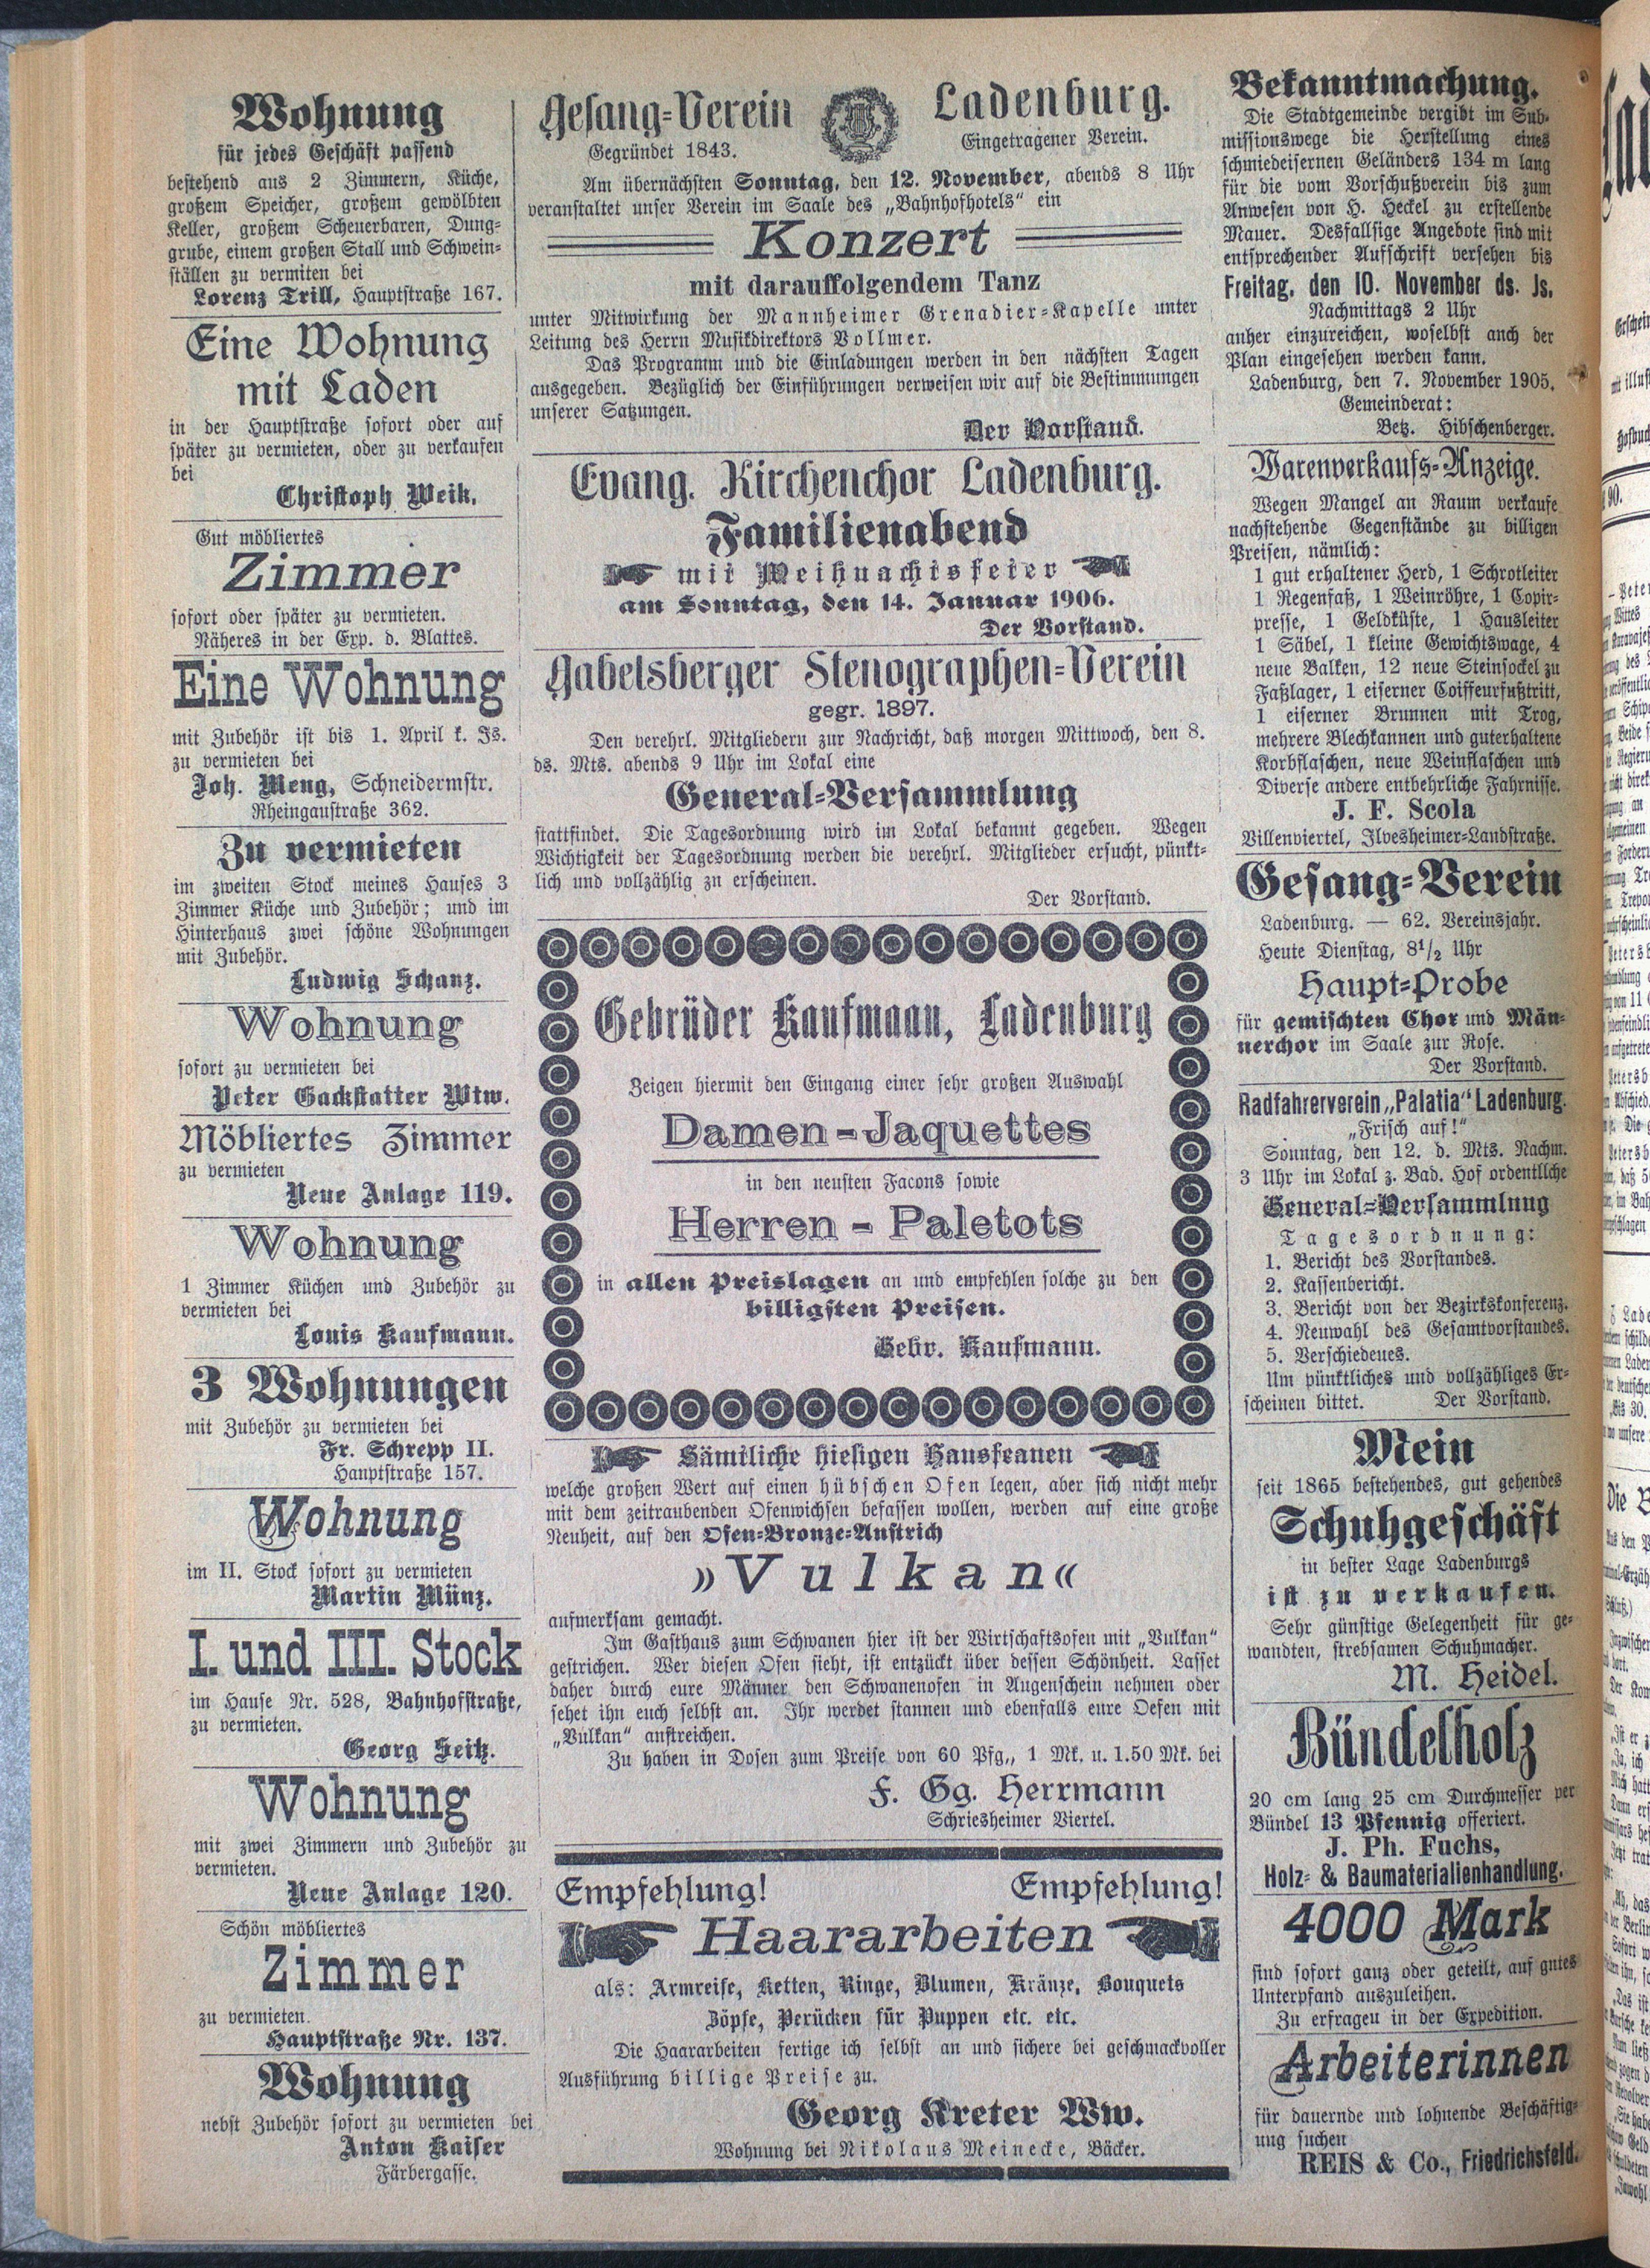 Wohnung
für jedes Geschäft passend
bestehend aus 2 Zimmern, Küche,
großem Speicher, großem gewölbten
Keller, großem Scheuerbaren, Dung-
grube, einem großen Stall und Schwein-
ställen zu vermiten bei
Lorenz Trill, Hauptstraße 167.
Eine Wohnung
mit Laden
in der Hauptstraße sofort oder auf
später zu vermieten, oder zu verkaufen
bei
Christoph Weik.
Gut möbliertes
Zimmer
sofort oder später zu vermieten.
Näheres in der Exp. d. Blattes.
Eine Wohnung
mit Zubehör ist bis 1. April k. Js.
zu vermieten bei
Joh. Meng, Schneidermstr.
Rheingaustraße 362.
Zu vermieten
im zweiten Stock meines Hauses 3
Zimmer Küche und Zubehör; und im
Hinterhaus zwei schöne Wohnungen
mit Zubehör.
Ludwig Schanz.
Wohnung
sofort zu vermieten bei
Peter Gackstatter Wtw.
Möbliertes Zimmer
zu vermieten
Neue Anlage 119.
Wohnung
1 Zimmer Küchen und Zubehör zu
vermieten bei
Louis Kaufmann.
3 Wohnungen
mit Zubehör zu vermieten bei
Fr. Schrepp II.
Hauptstraße 157.
Wohnung
im II. Stock sofort zu vermieten
Martin Münz.
I. und III. Stock
im Hause Nr. 528, Bahnhofstraße,
zu vermieten.
Georg Seitz.
Wohnung
mit zwei Zimmern und Zubehör zu
vermieten.
Neue Anlage 120.
Schön möbliertes
Zimmer
zu vermieten.
Hauptstraße Nr. 137.
Wohnung
nebst Zubehör sofort zu vermieten bei
Anton Kaiser
Färbergasse.
Gesang-Verein Ladenburg.
Gegründet 1843. Eingetragener Verein.
Am übernächsten Sonntag, den 12. November, abends 8 Uhr
veranstaltet unser Verein im Saale des „Bahnhofhotels“ ein
Konzert
mit darauffolgendem Tanz
unter Mitwirkung der Mannheimer Grenadier-Kapelle unter
Leitung des Herrn Musikdirektors Vollmer.
Das Programm und die Einladungen werden in den nächsten Tagen
ausgegeben. Bezüglich der Einführungen verweisen wir auf die Bestimmungen
unserer Satzungen.
Der Vorstand.
Evang. Kirchenchor Ladenburg.
Familienabend
mit Weihnachtsfeier
am Sonntag, den 14. Januar 1906.
Der Vorstand.
Gabelsberger Stenographen-Verein
gegr. 1897.
Den verehrl. Mitgliedern zur Nachricht, daß morgen Mittwoch, den 8.
ds. Mts. abends 9 Uhr im Lokal eine
General-Versammlung
stattfindet. Die Tagesordnung wird im Lokal bekannt gegeben. Wegen
Wichtigkeit der Tagesordnung werden die verehrl. Mitglieder ersucht, pünkt-
lich und vollzählig zu erscheinen.
Der Vorstand.
Gebrüder Kaufmaan, Ladenburg
Zeigen hiermit den Eingang einer sehr großen Auswahl
Damen-Jaquettes
in den neusten Facons sowie
Herren - Paletots
in allen Preislagen an und empfehlen solche zu den
billigsten Preisen.
Gebr. Kaufmann.
Sämtliche hiesigen Hausfranen
welche großen Wert auf einen hübschen Ofen legen, aber sich nicht mehr
mit dem zeitraubenden Ofenwichsen befassen wollen, werden auf eine große
Neuheit, auf den Ofen-Bronze-Anstrich
»Vulkan«
aufmerksam gemacht.
Im Gasthaus zum Schwanen hier ist der Wirtschaftsofen mit „Vulkan“
gestrichen. Wer diesen Ofen sieht, ist entzückt über dessen Schönheit. Lasset
daher durch eure Männer den Schwanenofen in Augenschein nehmen oder
sehet ihn euch selbst an. Ihr werdet stannen und ebenfalls eure Oefen mit
„Vulkan“ anstreichen.
Zu haben in Dosen zum Preise von 60 Pfg,, 1 Mk. u. 1.50 Mk. bei
F. Gg. Herrmann
Schriesheimer Viertel.
Empfehlung! Empfehlung!
Haararbeiten
als: Armreife, Ketten, Ringe, Blumen, Kränze, Bouquets
Zöpfe, Perücken für Puppen etc. etc.
Die Haararbeiten fertige ich selbst an und sichere bei geschmackvoller
Ausführung billige Preise zu.
Georg Kreter Ww.
Wohnung bei Nikolaus Meinecke, Bäcker.
Bekanntmachung.
Die Stadtgemeinde vergibt im Sub-
missionswege die Herstellung eines
schmiedeisernen Geländers 134 m lang
für die vom Vorschußverein bis zum
Anwesen von H. Heckel zu erstellende
Mauer. Desfallsige Angebote sind mit
entsprechender Aufschrift versehen bis
Freitag, den 10. November ds. Js.
Nachmittags 2 Uhr
anher einzureichen, woselbst anch der
Plan eingesehen werden kann.
Ladenburg, den 7. November 1905.
Gemeinderat:
Betz. Hibschenberger.
Warenverkaufs-Anzeige.
Wegen Mangel an Raum verkaufe
nachstehende Gegenstände zu billigen
Preisen, nämlich:
1 gut erhaltener Herd, 1 Schrotleiter
1 Regenfaß, 1 Weinröhre, 1 Copir-
presse, 1 Geldküste, 1 Hausleiter
1 Säbel, 1 kleine Gewichtswage, 4
neue Balken, 12 neue Steinsockel zu
Faßlager, 1 eiserner Coiffeurfußtritt,
1 eiserner Brunnen mit Trog,
mehrere Blechkannen und guterhaltene
Korbflaschen, neue Weinflaschen und
Diverse andere entbehrliche Fahrnisse.
J. F. Scola
Villenviertel, Ilvesheimer-Landstraße.
Gesang-Verein
Ladenburg. — 62. Vereinsjahr.
Heute Dienstag, 8½ Uhr
Haupt-Probe
für gemischten Chor und Män-
nerchor im Saale zur Rose.
Der Vorstand.
Radfahrerverein „Palatia“ Ladenburg.
„Frisch auf!“
Sonntag, den 12. d. Mts. Nachm.
3 Uhr im Lokal z. Bad. Hof ordentlIche
General-Versammlung
Tagesordnung:
1. Bericht des Vorstandes.
2. Kassenbericht.
3. Bericht von der Bezirkskonferenz.
4. Neuwahl des Gesamtvorstandes.
5. Verschiedenes.
Um pünktliches und vollzähliges Er-
scheinen bittet. Der Vorstand.
Mein
seit 1865 bestehendes, gut gehendes
Schuhgeschäft
in bester Lage Ladenburgs
ist zu verkaufen.
Sehr günstige Gelegenheit für ge-
wandten, strebsamen Schuhmacher.
M. Heidel.
Bündelholz
20 cm lang 25 cm Durchmesser per
Bündel 13 Pfennig offeriert.
J. Ph. Fuchs,
Holz- & Baumaterialienhandlung.
4000 Mark
sind sofort ganz oder geteilt, auf gntes
Unterpfand auszuleihen.
Zu erfragen in der Expedition.
Arbeiterinnen
für dauernde und lohnende Beschäftig-
ung suchen
REIS & Co., Friedrichsfeld.